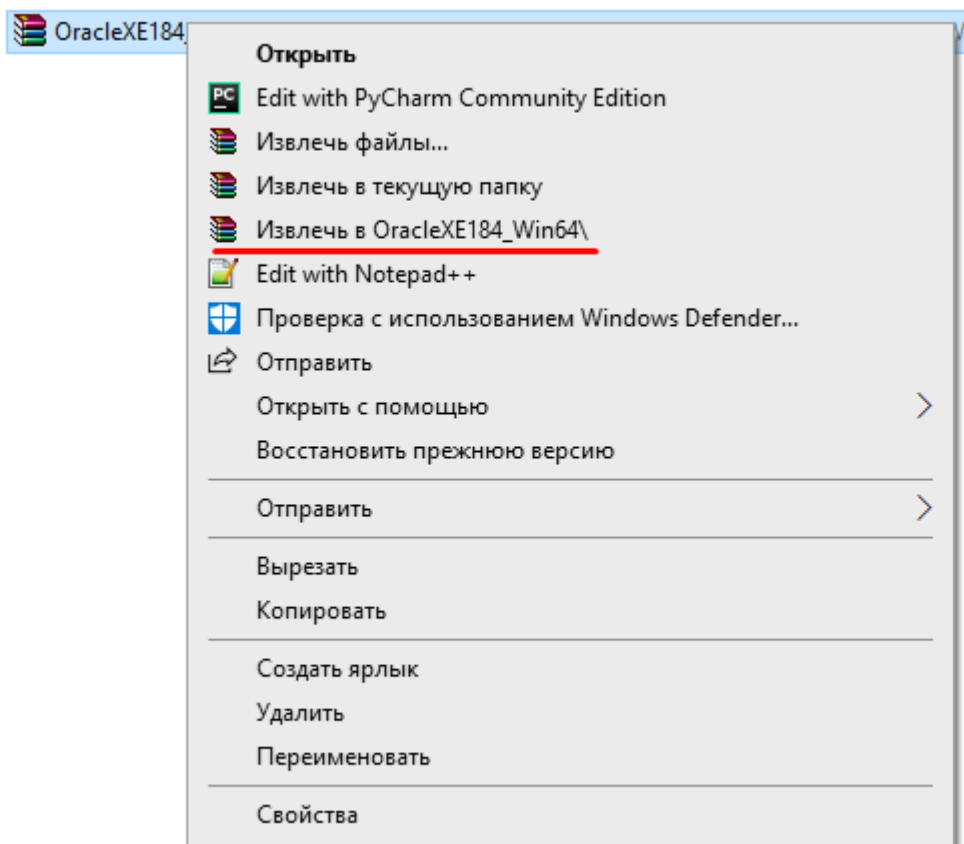 OracleXE184_
Открыть
Edit with PyCharm Community Edition
Извлечь файлы...
Извлечь в текущую папку
Извлечь в OracleXE184_Win64\
Edit with Notepad++
Проверка с использованием Windows Defender...
Отправить
Открыть с помощью
Восстановить прежнюю версию
Отправить
Вырезать
Копировать
Создать ярлык
Удалить
Переименовать
Свойства